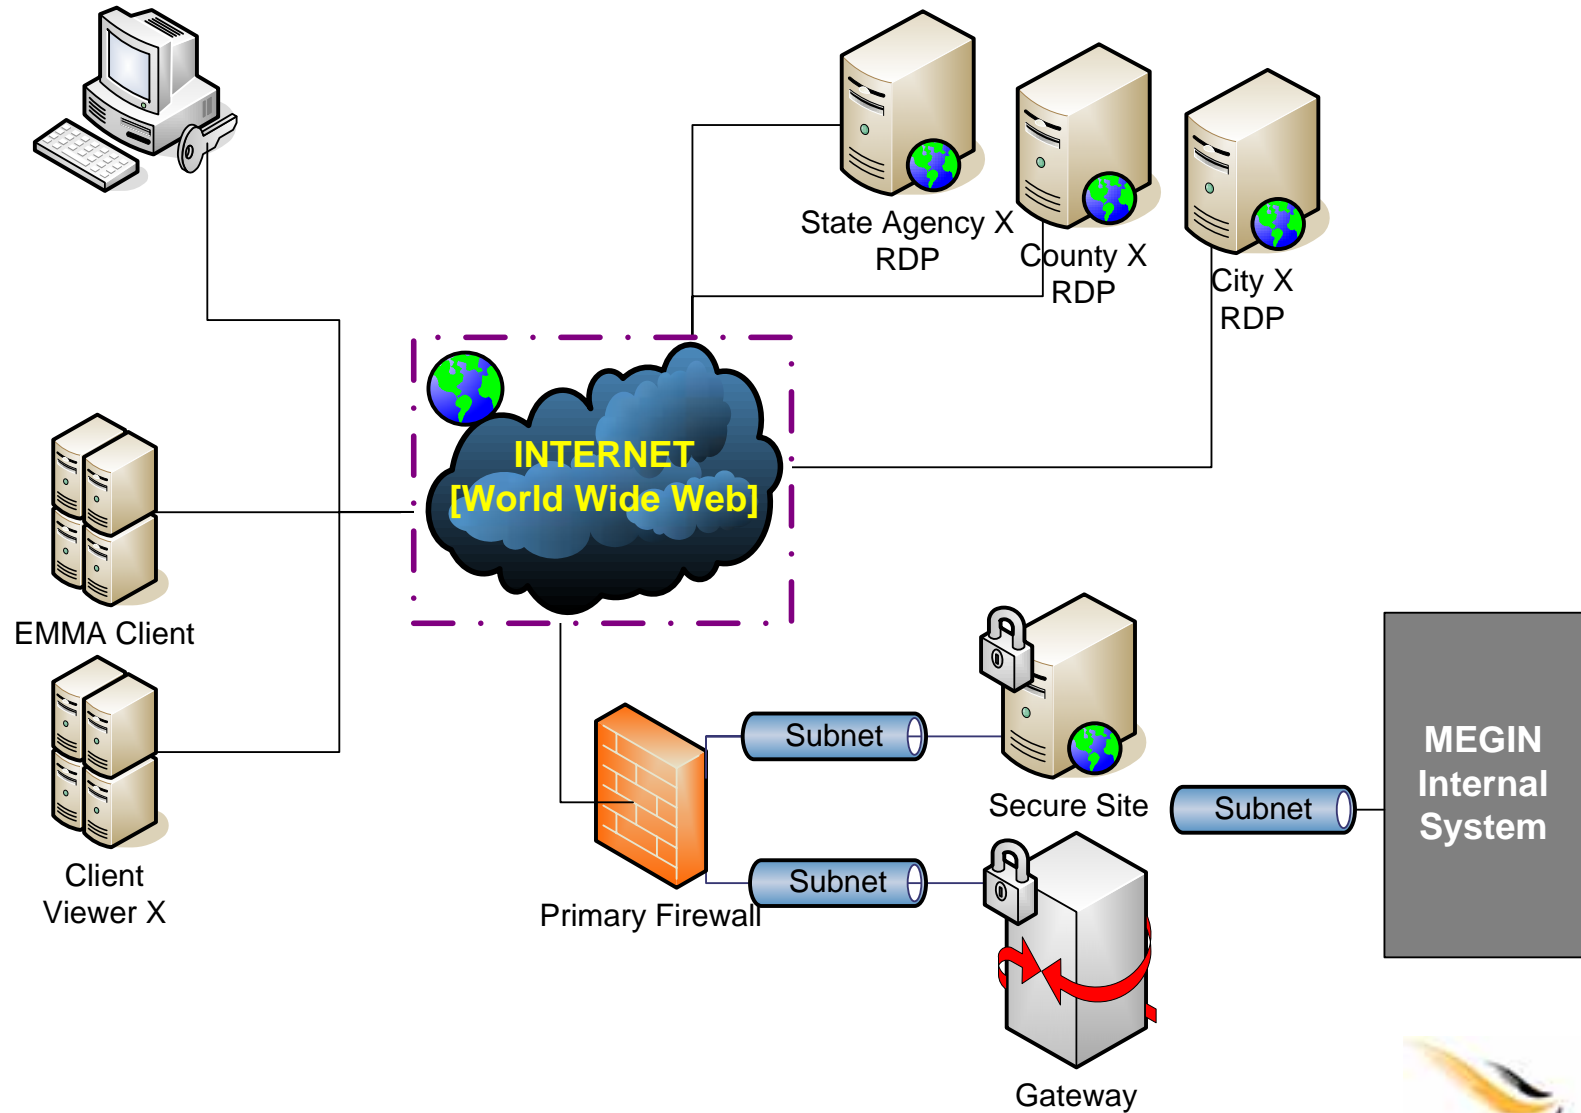 State Agency X
RDP
County X
RDP
City X
RDP
INTERNET
[World Wide Web]
EMMA Client
Client
Viewer X
Primary Firewall
Subnet
Secure Site
Subnet
Gateway
Subnet
MEGIN
Internal
System